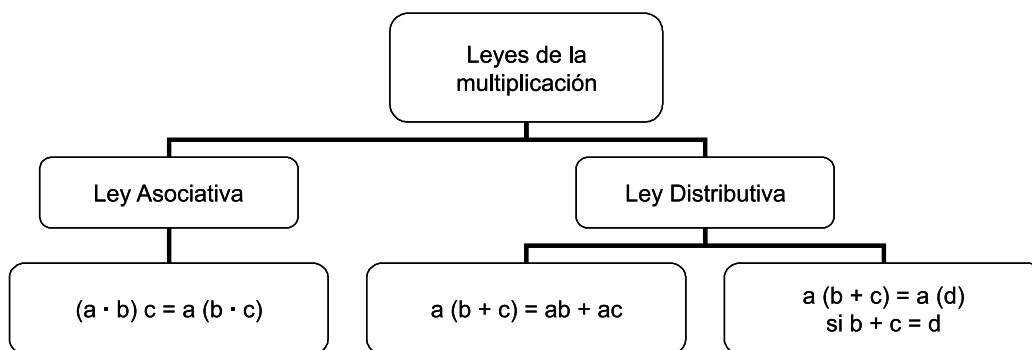 Leyes de la
multiplicación
Ley Asociativa
Ley Distributiva
(a · b) c = a (b · c)
a (b + c) = ab + ac
a (b + c) = a (d)
si b + c = d